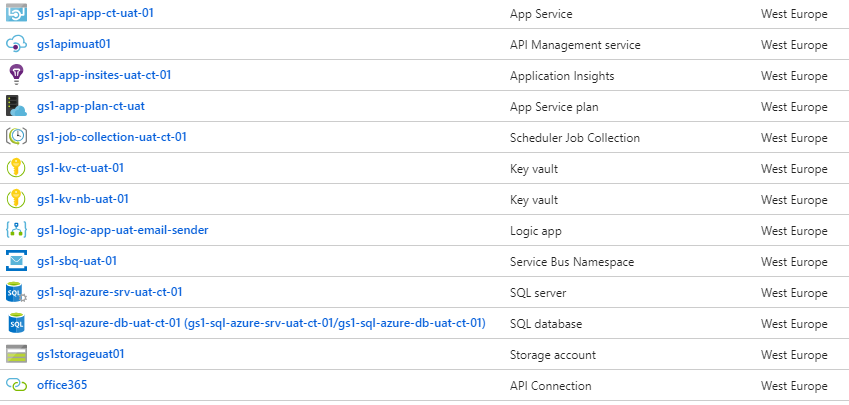 gs1-api-app-ct-uat-01 App Service West Europe
gs1apimuat01 API Management service West Europe
gs1-app-insites-uat-ct-01 Application Insights West Europe
gs1-app-plan-ct-uat App Service plan West Europe
gs1-job-collection-uat-ct-01 Scheduler Job Collection West Europe
gs1-kv-ct-uat-01 Key vault West Europe
gs1-kv-nb-uat-01 Key vault West Europe
gs1-logic-app-uat-email-sender Logic app West Europe
gs1-sbq-uat-01 Service Bus Namespace West Europe
gs1-sql-azure-srv-uat-ct-01 SQL server West Europe
SQL gs1-sql-azure-db-uat-ct-01 (gs1-sql-azure-srv-uat-ct-01/gs1-sql-azure-db-uat-ct-01) SQL database West Europe
gs1storageuat01 Storage account West Europe
office365 API Connection West Europe